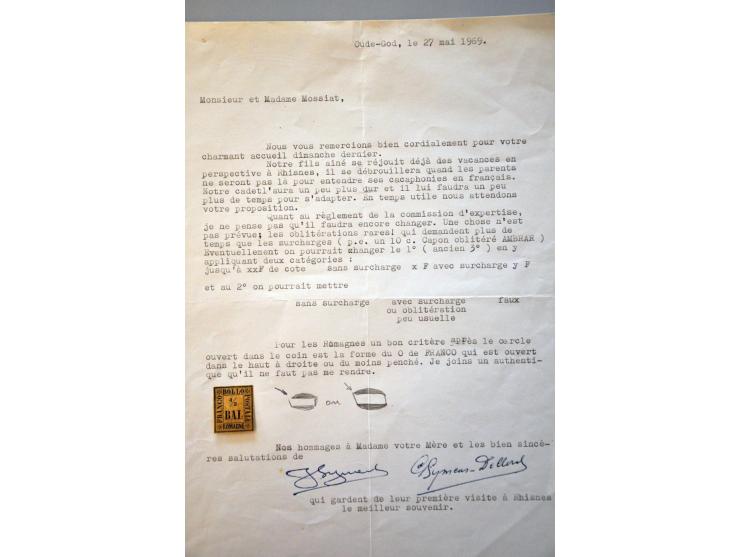 Oude-God, le 27 mai 1969.
Monsieur et Madame Mossiat,
Nous vous remercions bien cordialement pour votre
charmant accueil dimanche dernier.
Notre fils ainé se réjouit déjà des vacances en
perspective à Rhisnes, il se débrouillera quand les parents
ne seront pas là pour entendre ses cacaphonies en français.
Notre cadetl'aura un peu plus dur et il lui faudra un peu
plus de temps pour s'adapter. En temps utile nous attendons
votre proposition.
Quant au règlement de la commission d'expertise,
je ne pense pas qu'il faudra encore changer. Une chose n'est
pas prévue; les oblitérations rares! qui demandent plus de
temps que les surcharges ( p.e. un 10 c. Capon oblitéré AMBRAR )
Eventuellement on pourrait changer le 1° ( ancien 3° ) en y
appliquant deux catégories :
jusqu'à xxF de cote sans surcharge x F avec surcharge y F
et au 2° on pourrait mettre
sans surcharge avec surcharge faux
ou oblitération
peu usuelle
Pour les Romagnes un bon critère après le cercle
ouvert dans le coin est la forme du O de FRANCO qui est ouvert
dans le haut à droite ou du moins penché. Je joins un authenti-
que qu'il ne faut pas me rendre.
ou
FRANCO BOLLO POSTALE
1/2
BAI
ROMAGNE
Nos hommages à Madame votre Mère et les bien sincè-
res salutations de
qui gardent de leur première visite à Rhisnes
le meilleur souvenir.